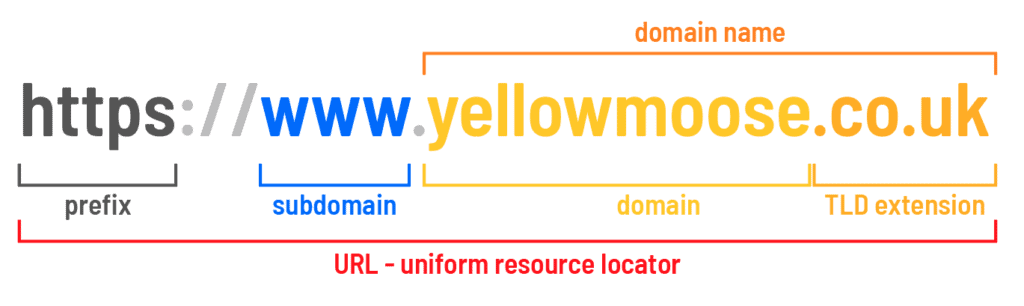 domain name
https://www.yellowmoose.co.uk
prefix subdomain domain TLD extension
URL - uniform resource locator